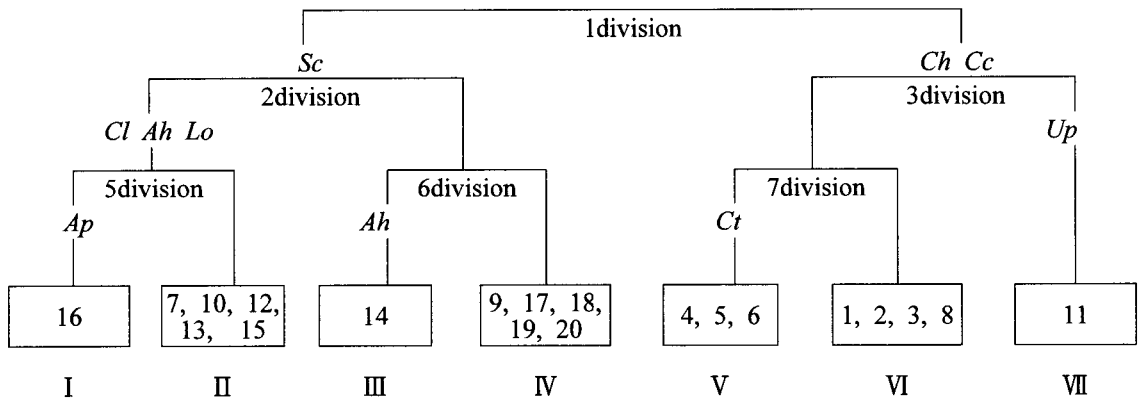 1division
Sc
Ch Cc
2division
3division
Cl Ah Lo
Up
5division
6division
7division
Ap
Ah
Ct
16
7, 10, 12,
13, 15
14
9, 17, 18,
19, 20
4, 5, 6
1, 2, 3, 8
11
Ⅰ
Ⅱ
Ⅲ
Ⅳ
Ⅴ
Ⅵ
Ⅶ